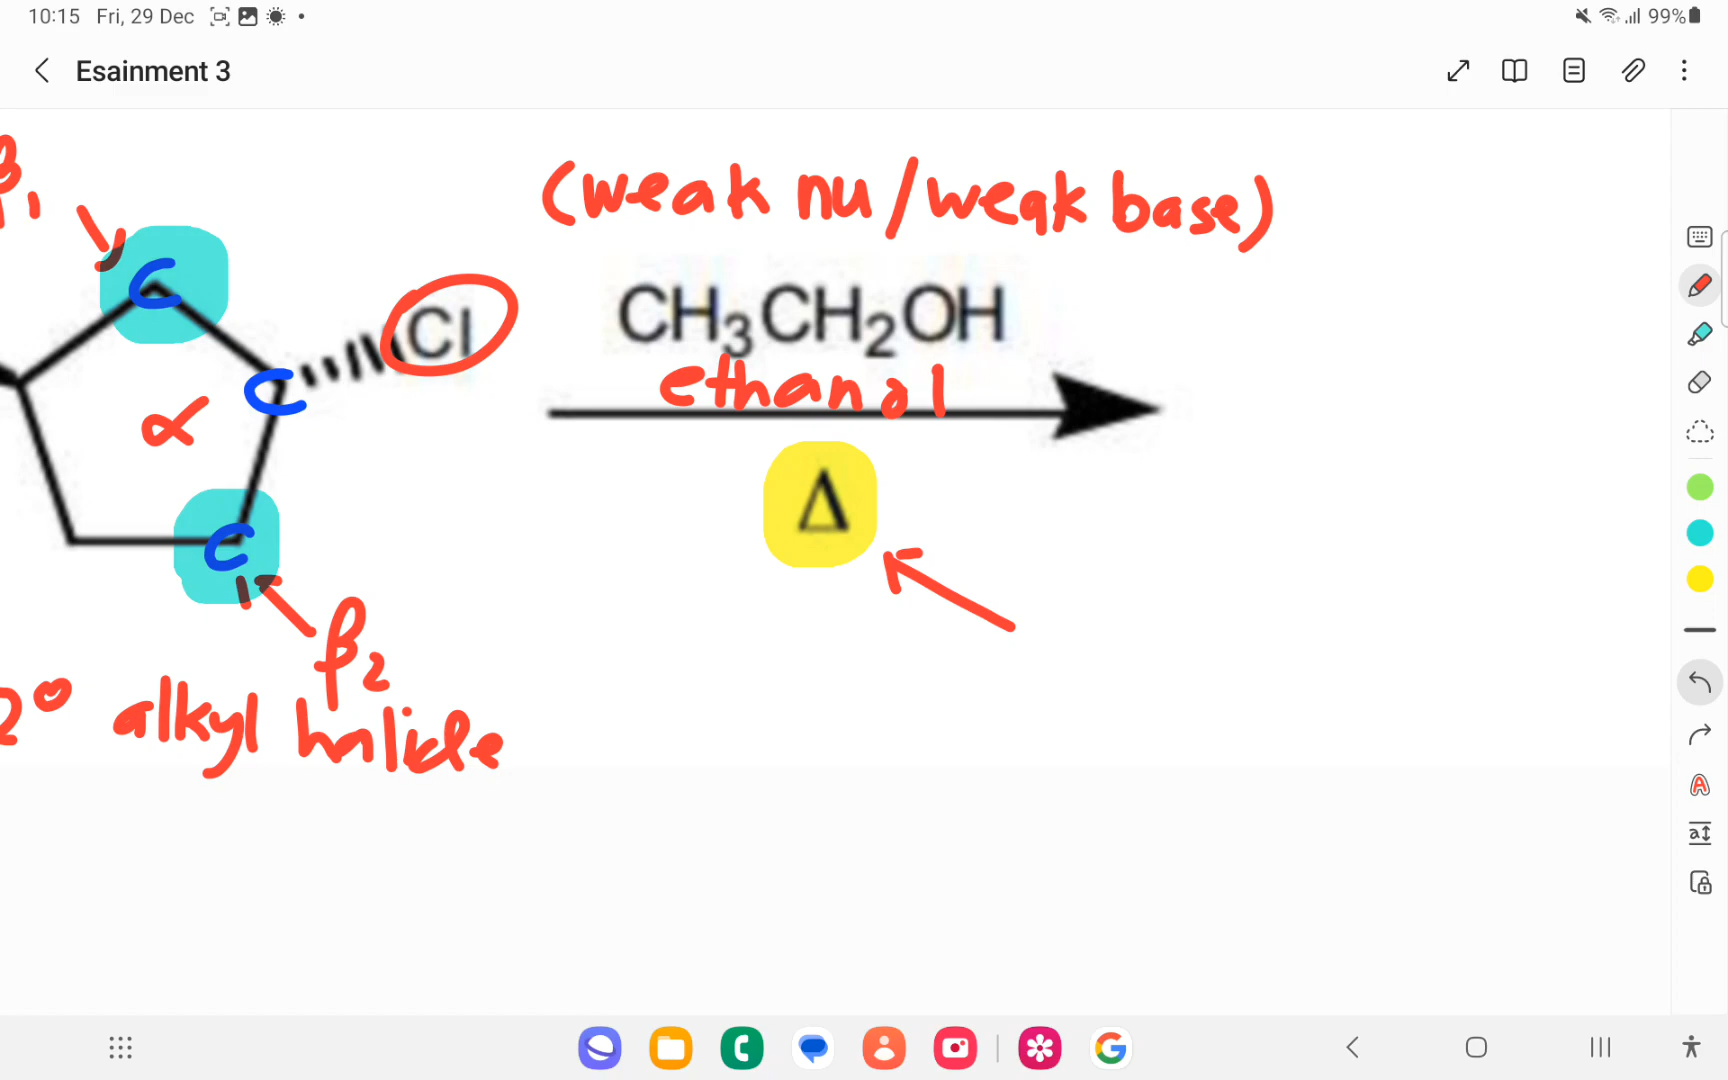 10:15 Fri, 29 Dec
99%
Esainment 3
β1
(weak nu/weak base)
C
Cl
CH3CH2OH
C
ethanol
α
Δ
C
β2
2° alkyl halide
A
a